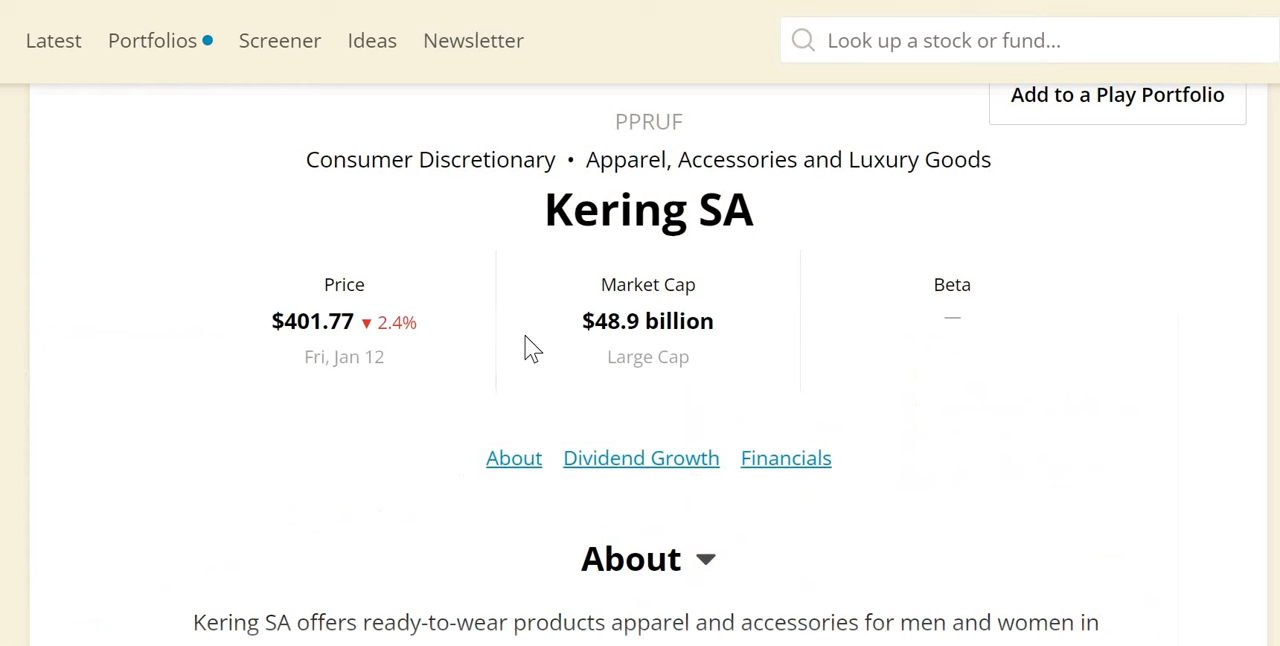 Latest Portfolios Screener Ideas Newsletter Look up a stock or fund...
Add to a Play Portfolio
PPRUF
Consumer Discretionary • Apparel, Accessories and Luxury Goods
Kering SA
Price Market Cap Beta
$401.77 ▼ 2.4% $48.9 billion —
Fri, Jan 12 Large Cap
About Dividend Growth Financials
About
Kering SA offers ready-to-wear products apparel and accessories for men and women in